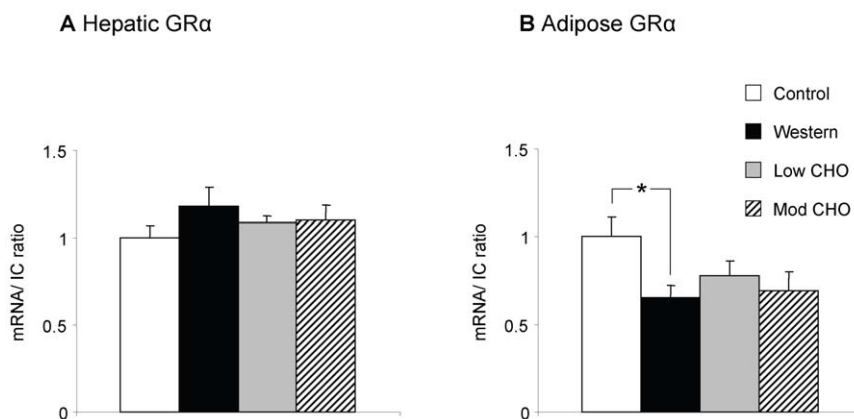 A Hepatic GRα
B Adipose GRα
Control
Western
Low CHO
Mod CHO
mRNA/ IC ratio
1.5
1
0.5
0
mRNA/ IC ratio
1.5
1
0.5
0
*